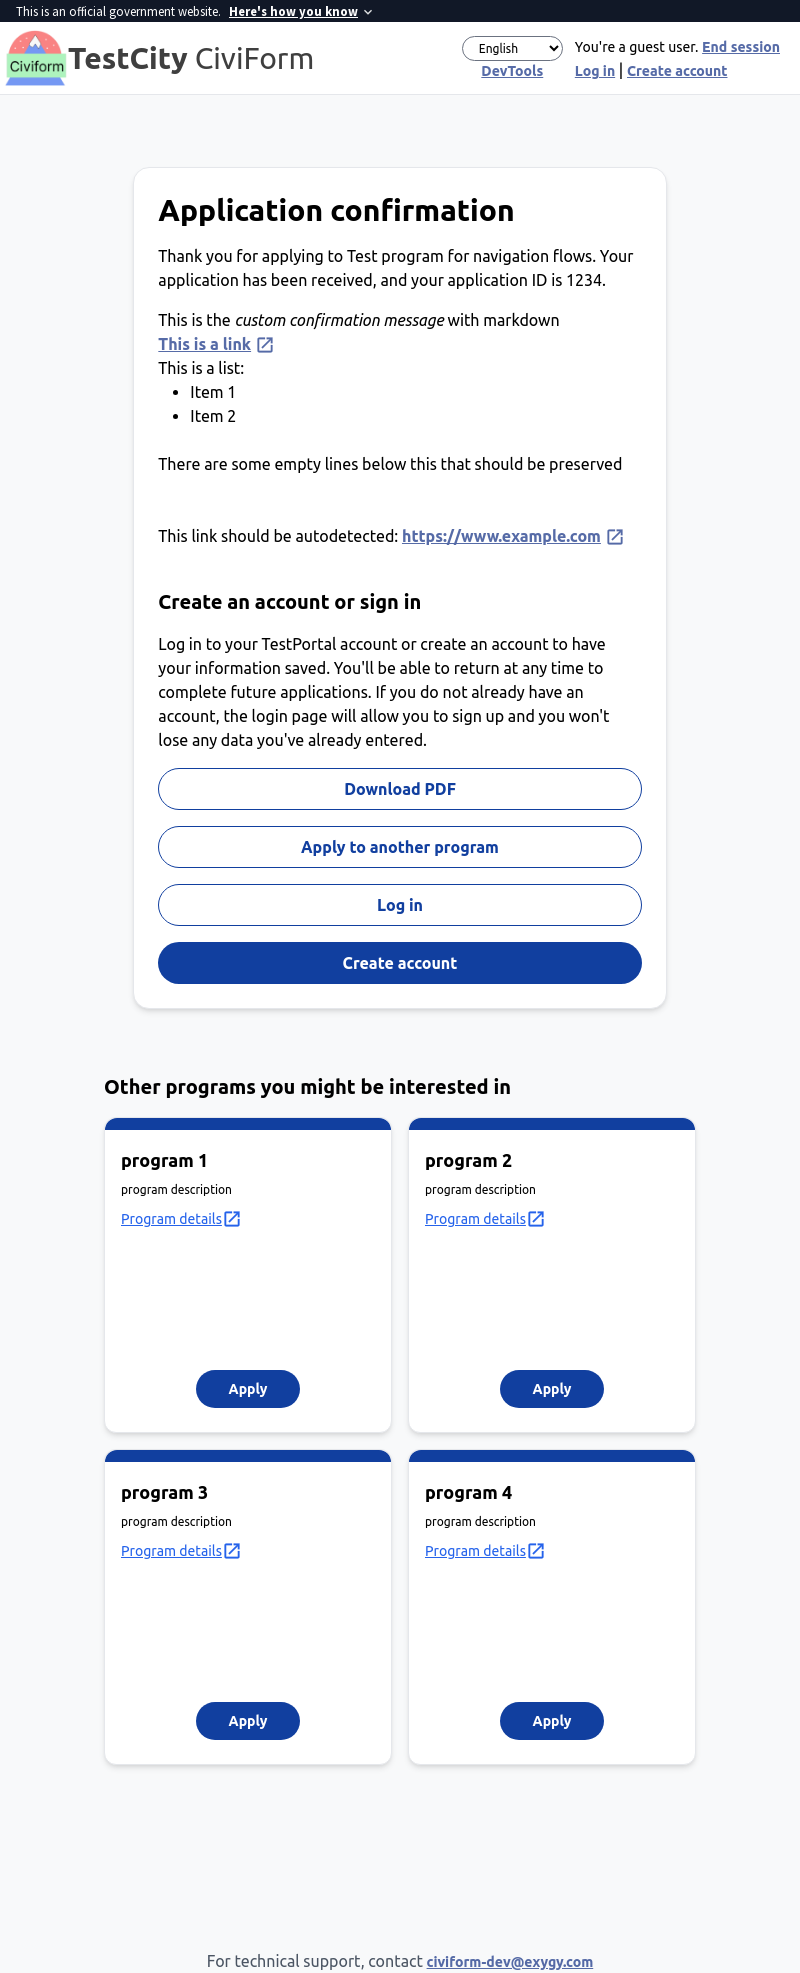 This is an official government website. Here's how you know
Civiform
TestCity CiviForm
English
DevTools
You're a guest user. End session
Log in | Create account
Application confirmation
Thank you for applying to Test program for navigation flows. Your
application has been received, and your application ID is 1234.
This is the custom confirmation message with markdown
This is a link
This is a list:
• Item 1
• Item 2
There are some empty lines below this that should be preserved
This link should be autodetected: https://www.example.com
Create an account or sign in
Log in to your TestPortal account or create an account to have
your information saved. You'll be able to return at any time to
complete future applications. If you do not already have an
account, the login page will allow you to sign up and you won't
lose any data you've already entered.
Download PDF
Apply to another program
Log in
Create account
Other programs you might be interested in
program 1
program description
Program details
Apply
program 2
program description
Program details
Apply
program 3
program description
Program details
Apply
program 4
program description
Program details
Apply
For technical support, contact civiform-dev@exygy.com